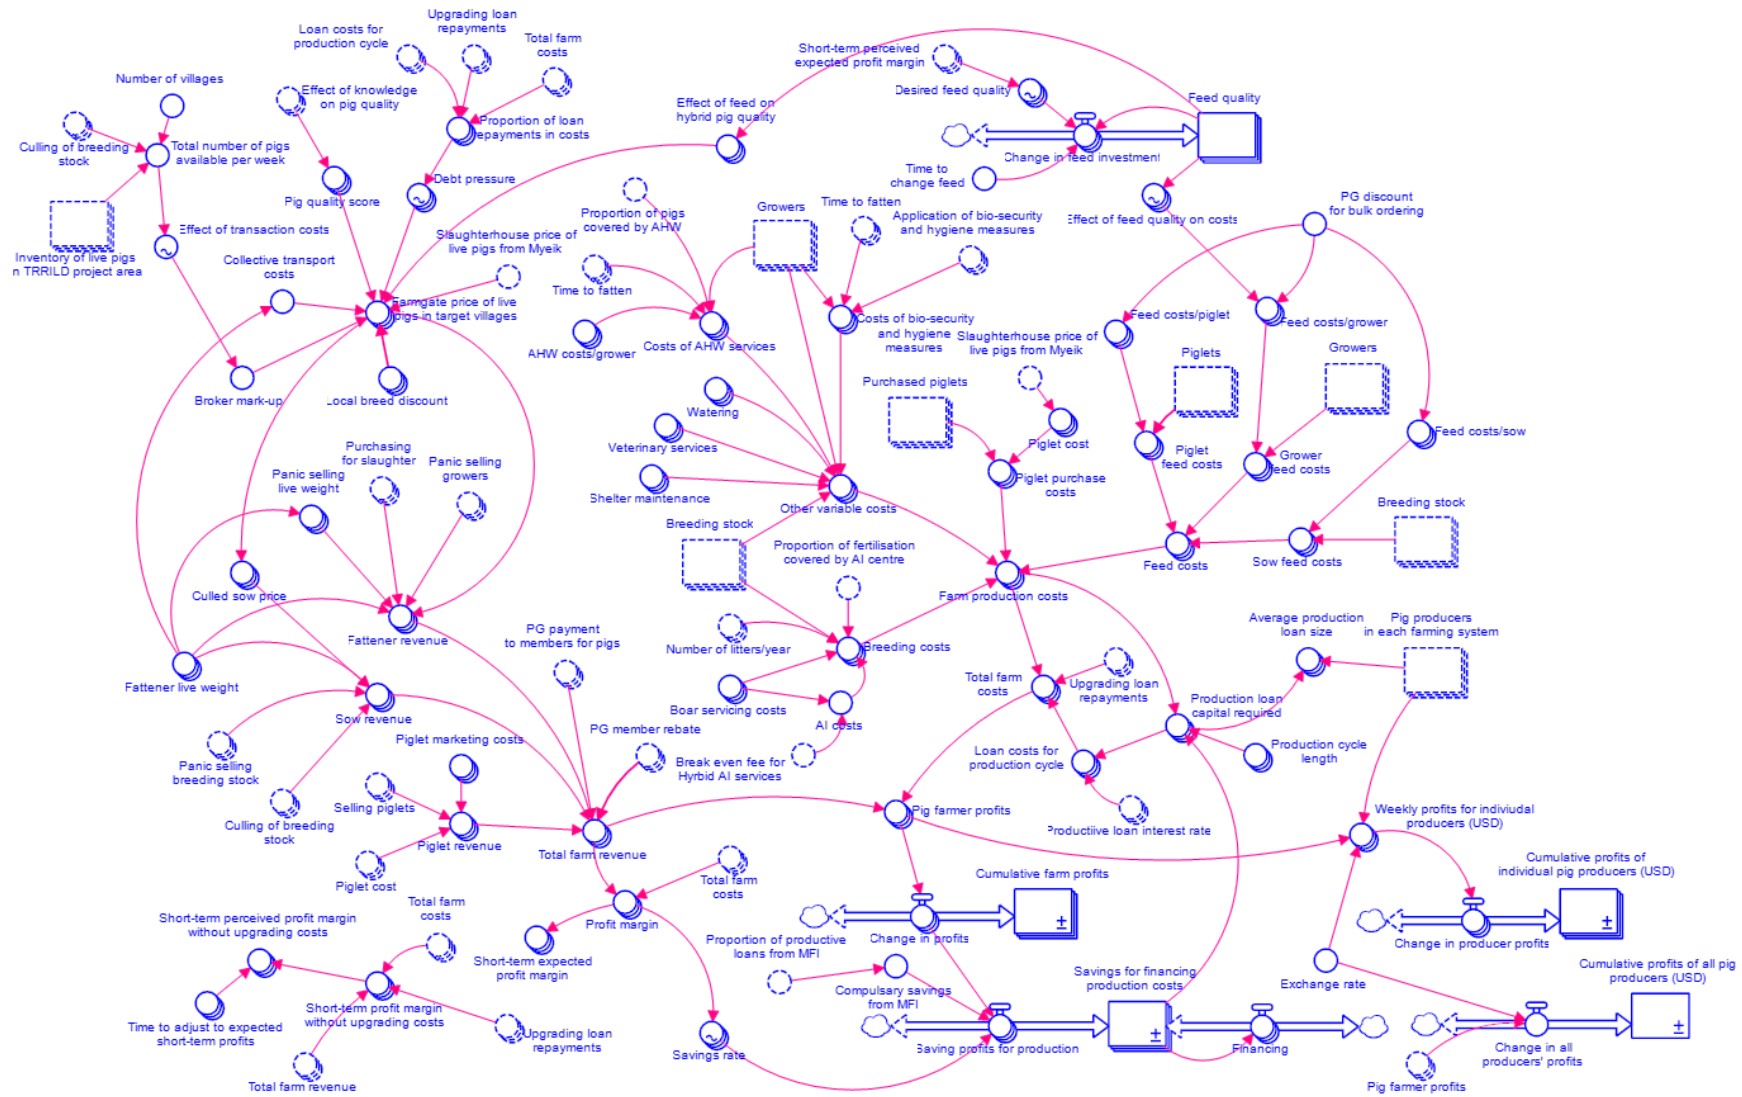 Loan costs for
production cycle
Upgrading loan
repayments
Total farm
costs
Number of villages
Effect of knowledge
on pig quality
Proportion of loan
repayments in costs
Culling of breeding
stock
Total number of pigs
available per week
Debt pressure
Pig quality score
Effect of transaction costs
Inventory of live pigs
n TRRILD project area
Collective transport
costs
Slaughterhouse price of
live pigs from Myeik
Farmgate price of live
pigs in target villages
Broker mark-up
Local breed discount
Effect of feed on
hybrid pig quality
Short-term perceived
expected profit margin
Desired feed quality
Feed quality
Change in feed investment
Time to
change feed
Effect of feed quality on costs
PG discount
for bulk ordering
Proportion of pigs
covered by AHW
Growers
Time to fatten
Application of bio-security
and hygiene measures
Time to fatten
AHW costs/grower
Costs of AHW services
Costs of bio-security
and hygiene
measures
Slaughterhouse price of
live pigs from Myeik
Feed costs/piglet
Feed costs/grower
Piglets
Growers
Purchased piglets
Piglet cost
Watering
Veterinary services
Shelter maintenance
Other variable costs
Piglet purchase
costs
Piglet
feed costs
Grower
feed costs
Feed costs/sow
Breeding stock
Feed costs
Sow feed costs
Purchasing
for slaughter
Panic selling
live weight
Panic selling
growers
Breeding stock
Proportion of fertilisation
covered by AI centre
Farm production costs
Culled sow price
Fattener revenue
Fattener live weight
PG payment
to members for pigs
Number of litters/year
Breeding costs
Boar servicing costs
AI costs
Break even fee for
Hyrbid AI services
Average production
loan size
Pig producers
in each farming system
Total farm
costs
Upgrading loan
repayments
Production loan
capital required
Production cycle
length
Loan costs for
production cycle
Productiive loan interest rate
Sow revenue
Panic selling
breeding stock
Culling of breeding
stock
Piglet marketing costs
Selling piglets
Piglet revenue
Piglet cost
PG member rebate
Total farm revenue
Pig farmer profits
Weekly profits for indiviudal
producers (USD)
Total farm
costs
Profit margin
Short-term expected
profit margin
Cumulative farm profits
±
Change in profits
Cumulative profits of
individual pig producers (USD)
±
Change in producer profits
Short-term perceived profit margin
without upgrading costs
Total farm
costs
Time to adjust to expected
short-term profits
Short-term profit margin
without upgrading costs
Upgrading loan
repayments
Total farm revenue
Proportion of productive
loans from MFI
Compulsary savings
from MFI
Savings for financing
production costs
±
Saving profits for production
Financing
Savings rate
Exchange rate
Cumulative profits of all pig
producers (USD)
±
Change in all
producers' profits
Pig farmer profits